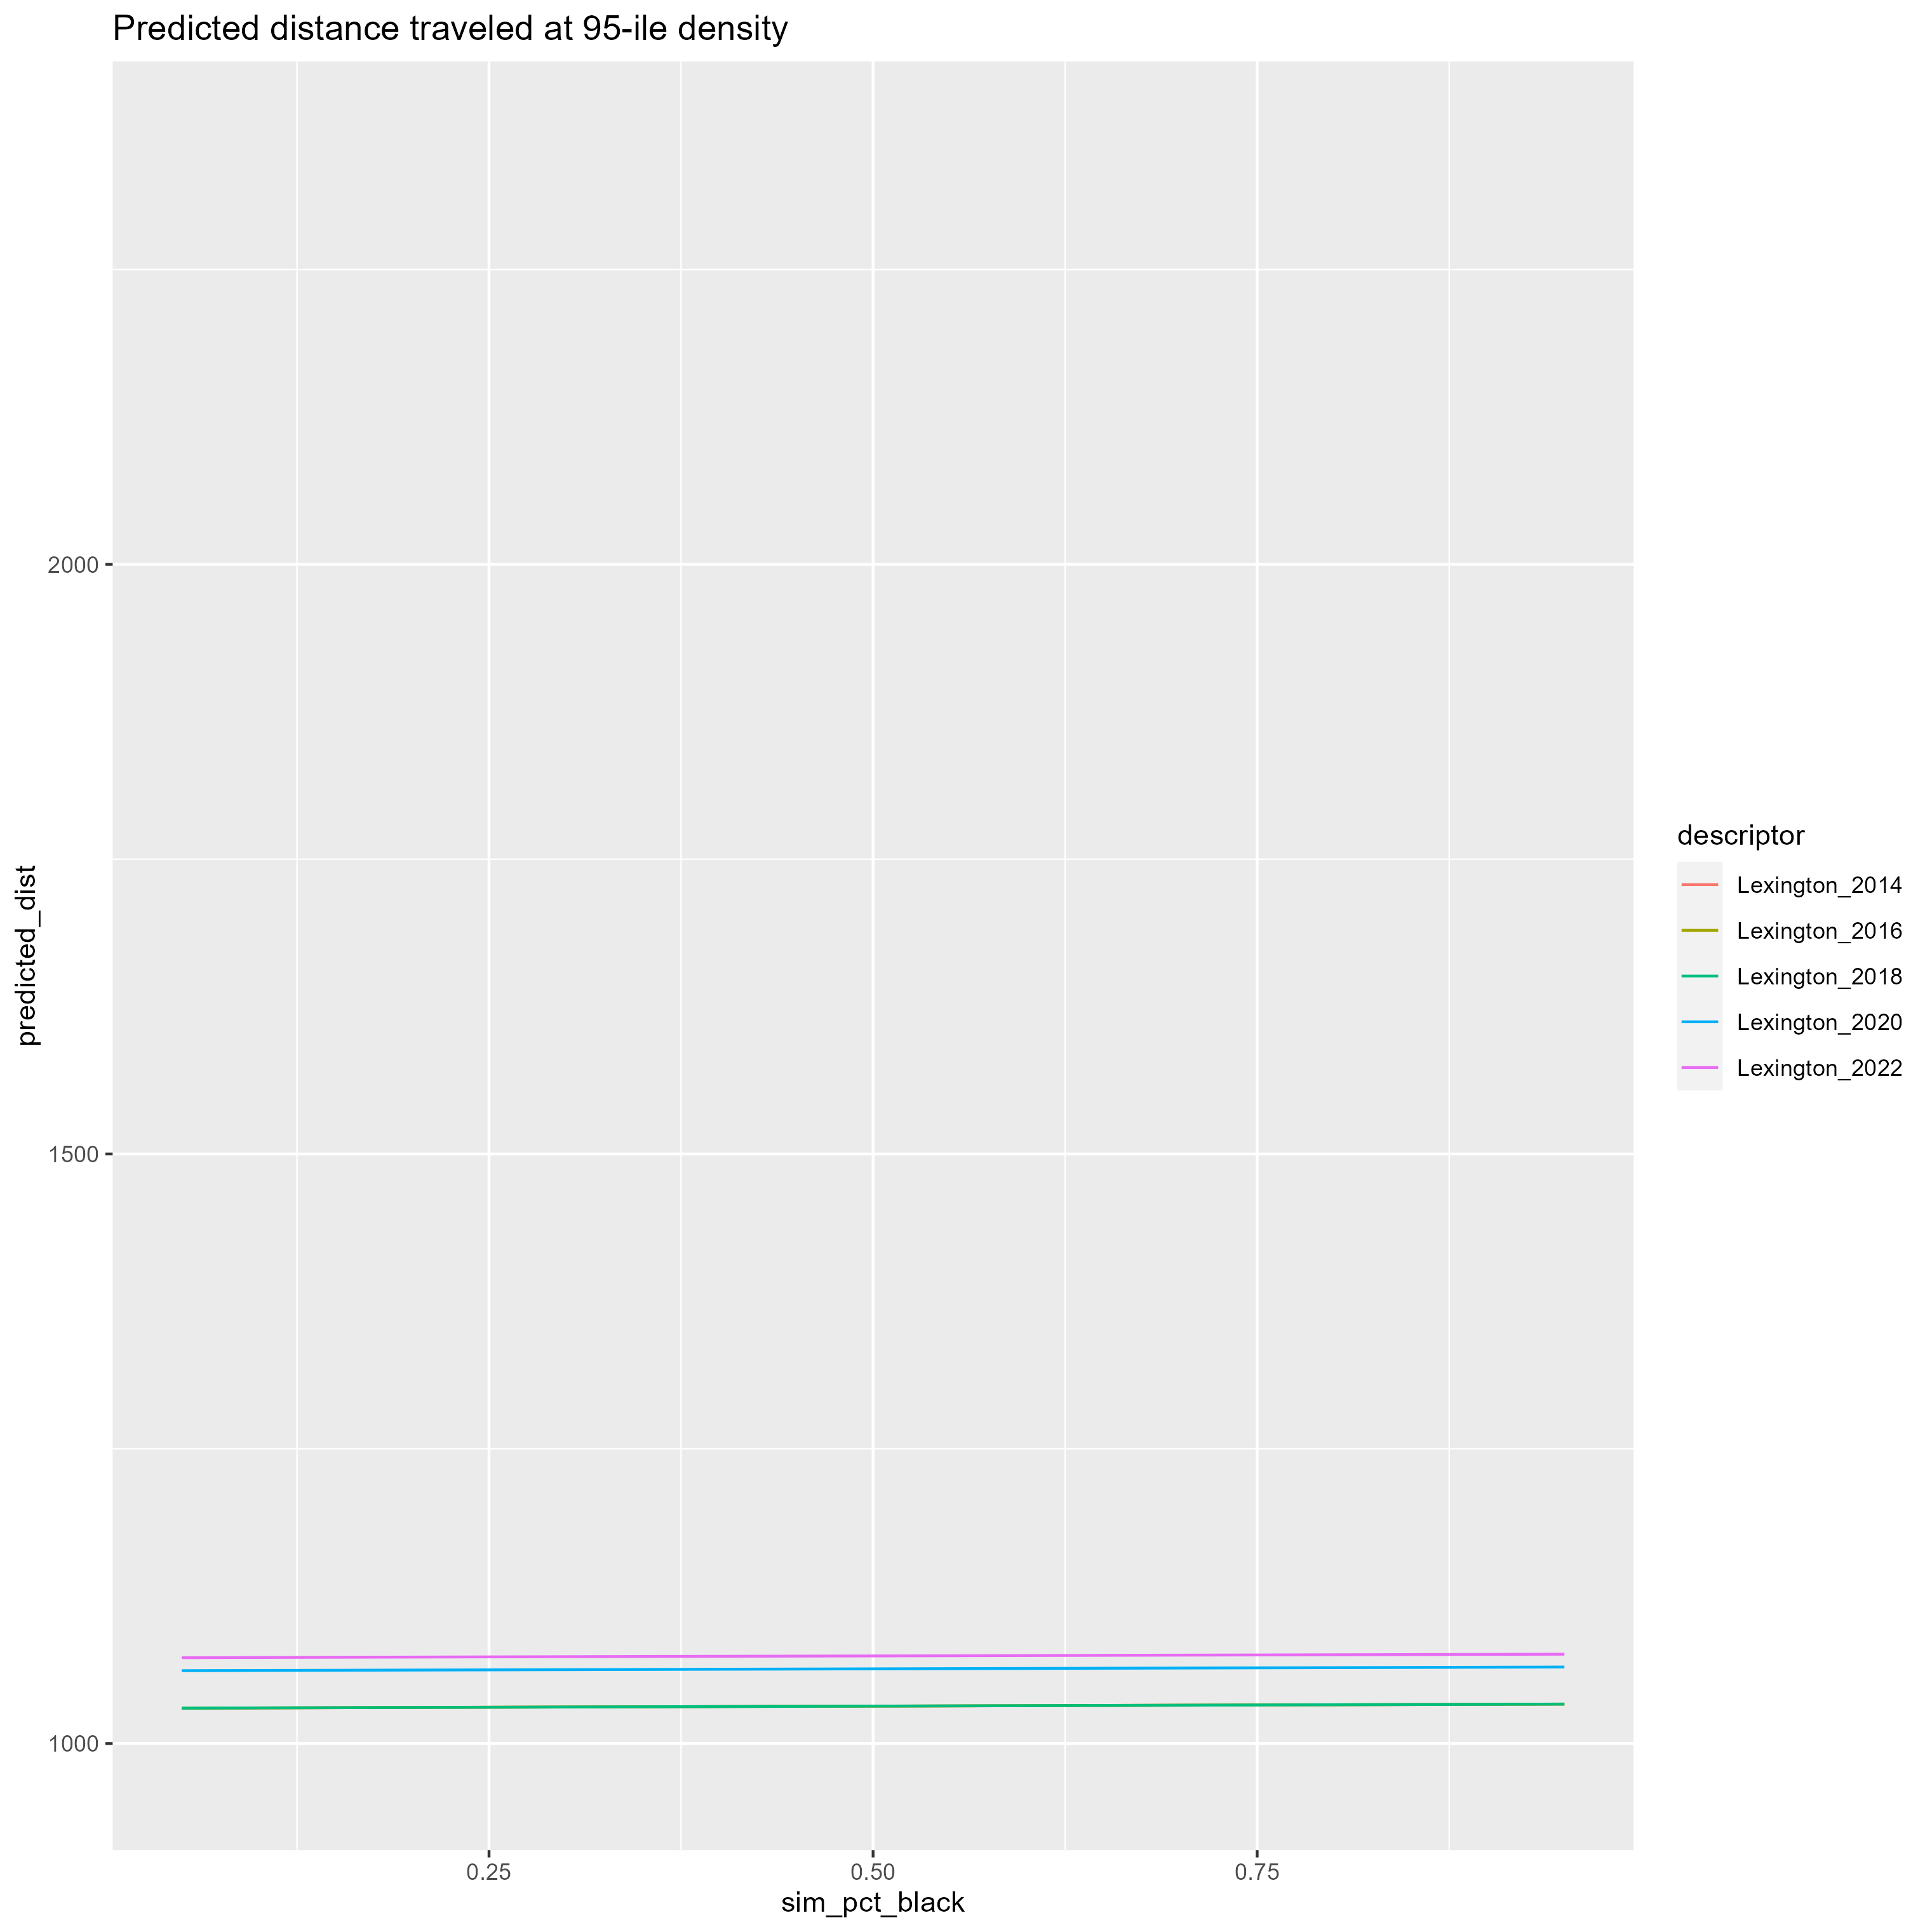 Predicted distance traveled at 95-ile density
predicted_dist
2000
1500
1000
0.25
0.50
0.75
sim_pct_black
descriptor
Lexington_2014
Lexington_2016
Lexington_2018
Lexington_2020
Lexington_2022